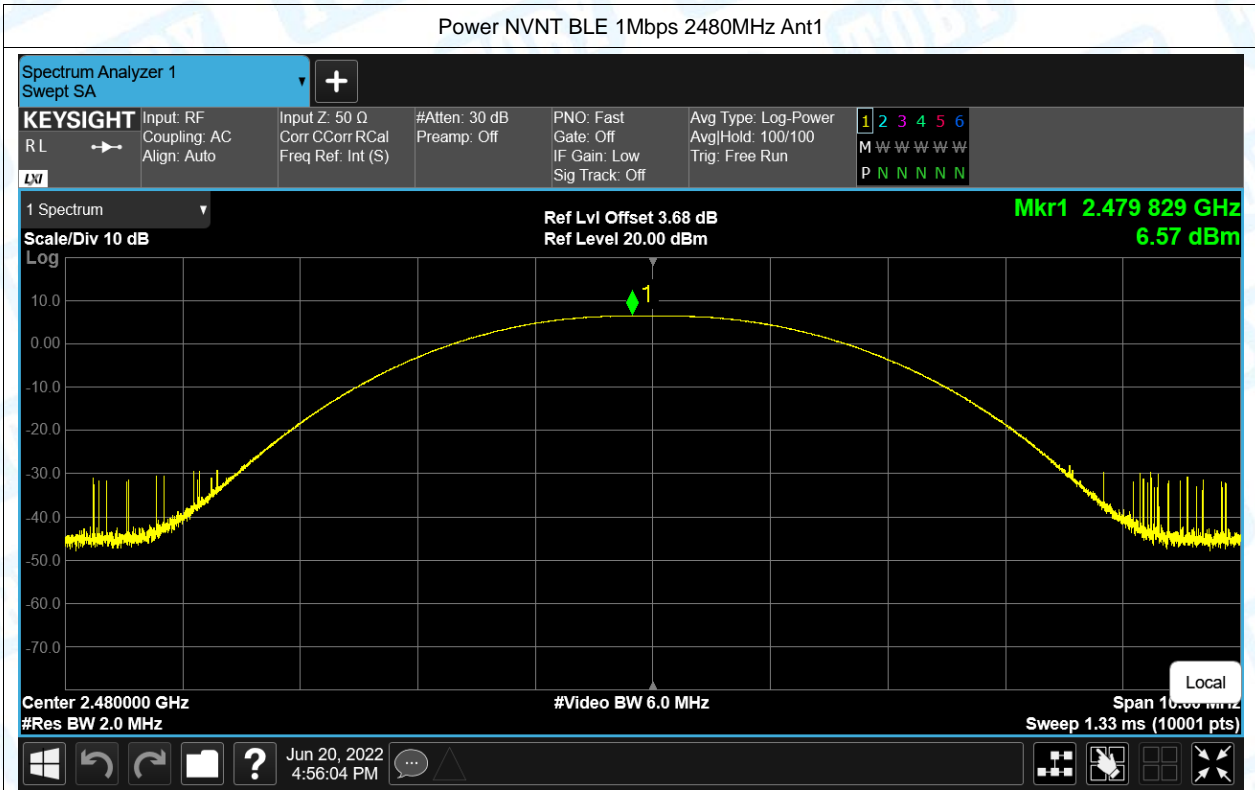 Power NVNT BLE 1Mbps 2480MHz Ant1
Spectrum Analyzer 1
Swept SA
KEYSIGHT
RL
LXI
Input: RF
Coupling: AC
Align: Auto
Input Z: 50 Ω
Corr CCorr RCal
Freq Ref: Int (S)
#Atten: 30 dB
Preamp: Off
PNO: Fast
Gate: Off
IF Gain: Low
Sig Track: Off
Avg Type: Log-Power
Avg|Hold: 100/100
Trig: Free Run
1 2 3 4 5 6
M W W W W W
P N N N N N
1 Spectrum
Scale/Div 10 dB
Ref Lvl Offset 3.68 dB
Ref Level 20.00 dBm
Mkr1 2.479 829 GHz
6.57 dBm
Log
1
10.0
0.00
-10.0
-20.0
-30.0
-40.0
-50.0
-60.0
-70.0
Local
Center 2.480000 GHz
#Video BW 6.0 MHz
Span 10.00 MHz
#Res BW 2.0 MHz
Sweep 1.33 ms (10001 pts)
?
Jun 20, 2022
4:56:04 PM